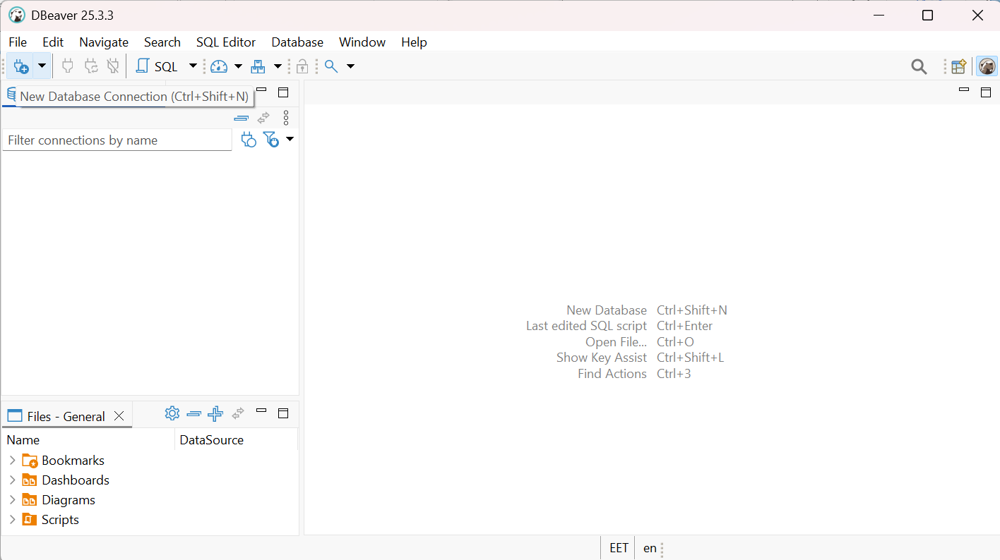 DBeaver 25.3.3
File Edit Navigate Search SQL Editor Database Window Help
SQL
New Database Connection (Ctrl+Shift+N)
Filter connections by name
New Database Ctrl+Shift+N
Last edited SQL script Ctrl+Enter
Open File... Ctrl+O
Show Key Assist Ctrl+Shift+L
Find Actions Ctrl+3
Files - General
Name DataSource
Bookmarks
Dashboards
Diagrams
Scripts
EET en